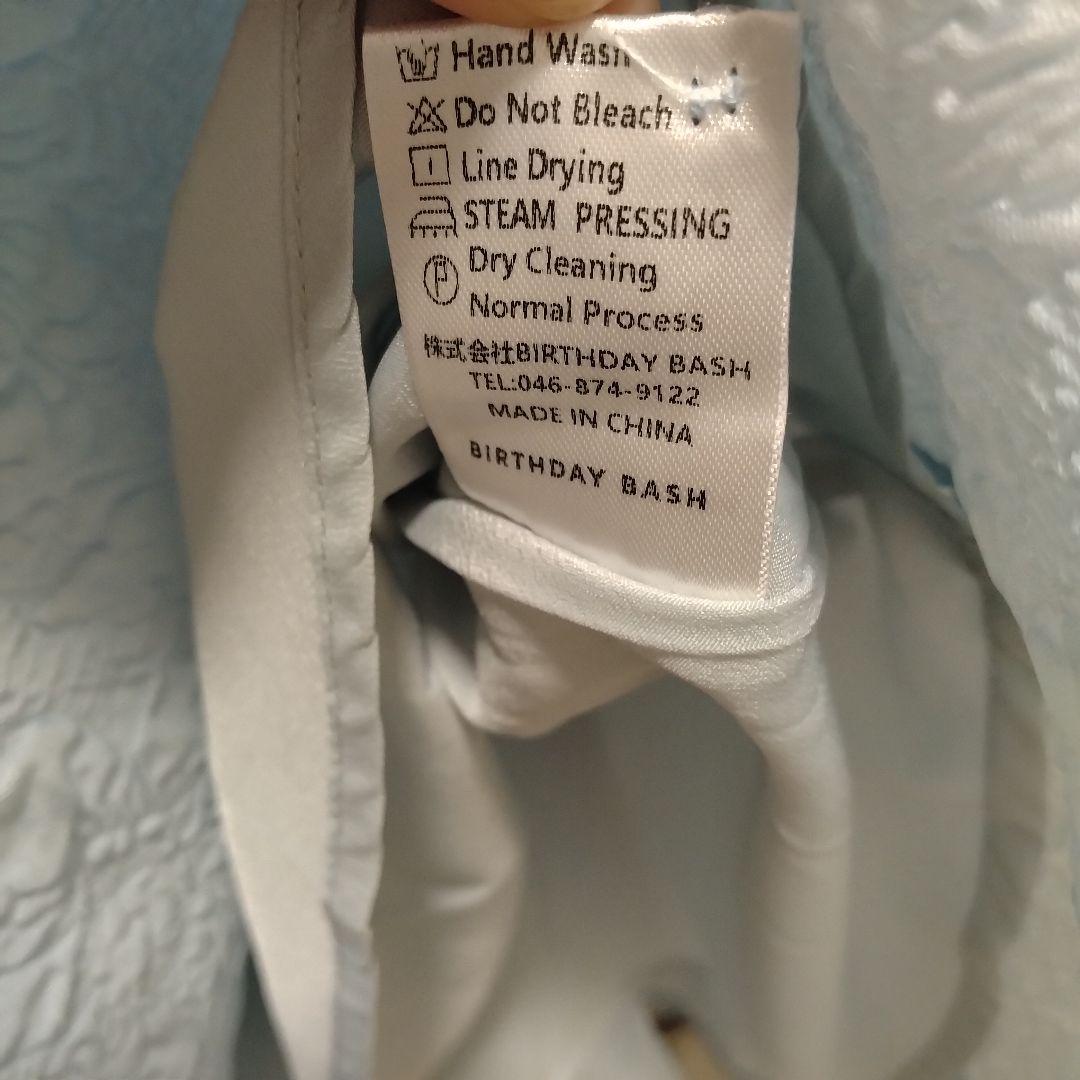 Hand Wash
Do Not Bleach
Line Drying
STEAM PRESSING
Dry Cleaning
Normal Process
株式会社BIRTHDAY BASH
TEL:046-874-9122
MADE IN CHINA
BIRTHDAY BASH